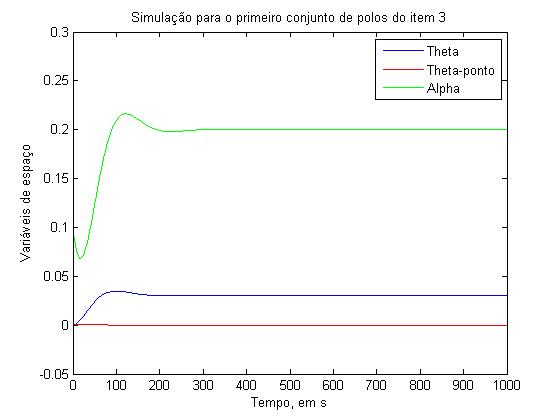 Simulação para o primeiro conjunto de polos do item 3
0.3
0.25
0.2
0.15
0.1
0.05
0
-0.05
Variáveis de espaço
Theta
Theta-ponto
Alpha
0 100 200 300 400 500 600 700 800 900 1000
Tempo, em s